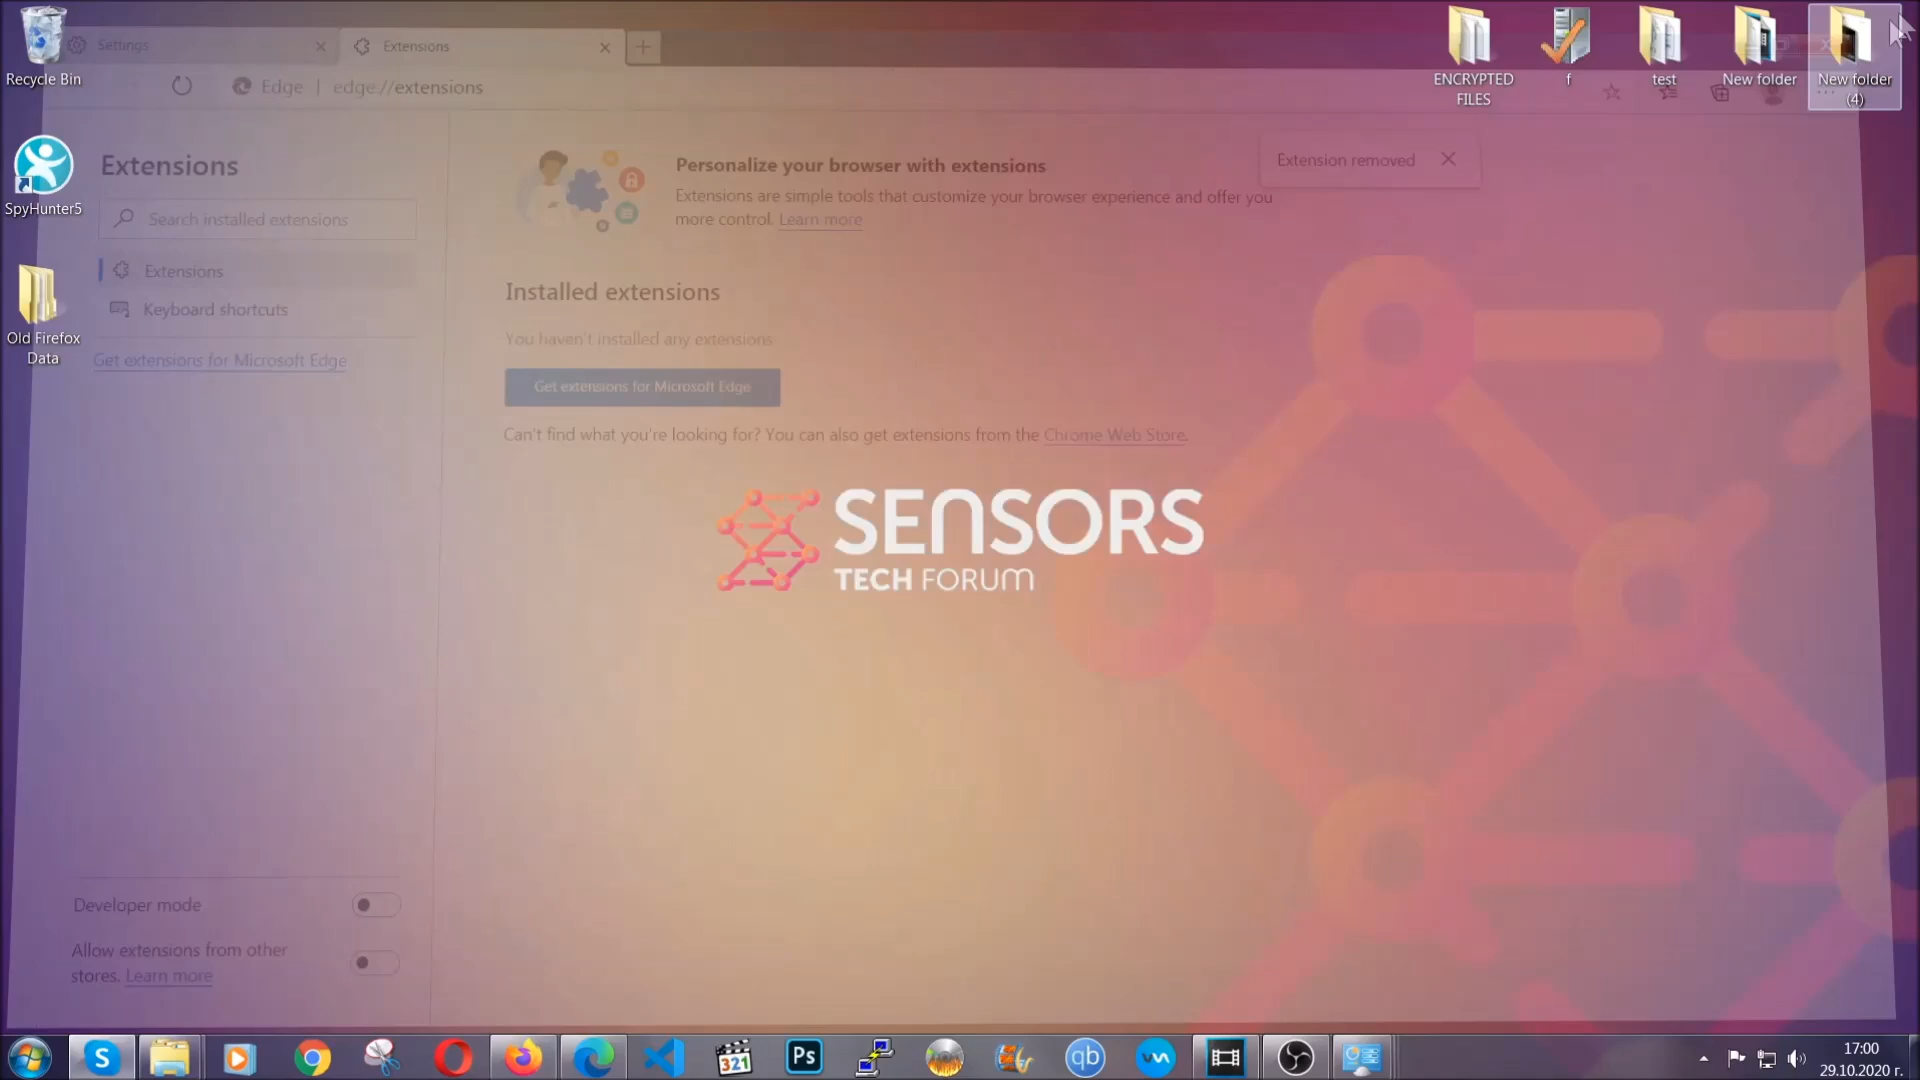 Recycle Bin
Settings
Extensions
Edge | edge://extensions
ENCRYPTED
FILES
f
test
New folder
New folder
(4)
SpyHunter5
Old Firefox
Data
Extensions
Search installed extensions
Extensions
Keyboard shortcuts
Get extensions for Microsoft Edge
Personalize your browser with extensions
Extensions are simple tools that customize your browser experience and offer you
more control. Learn more
Extension removed
Installed extensions
You haven't installed any extensions
Get extensions for Microsoft Edge
Can't find what you're looking for? You can also get extensions from the Chrome Web Store.
SENSORS
TECH FORUM
Developer mode
Allow extensions from other
stores. Learn more
S
321
Ps
qb
17:00
29.10.2020 г.